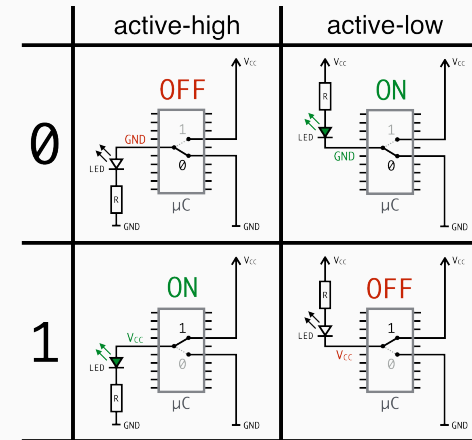 active-high active-low
0
OFF
VCC
1
GND
0
LED
R
µC
GND
GND
VCC
R
ON
VCC
1
LED
GND
0
µC
GND
1
ON
VCC
1
VCC
0
LED
R
µC
GND
GND
VCC
R
OFF
VCC
1
LED
VCC
0
µC
GND